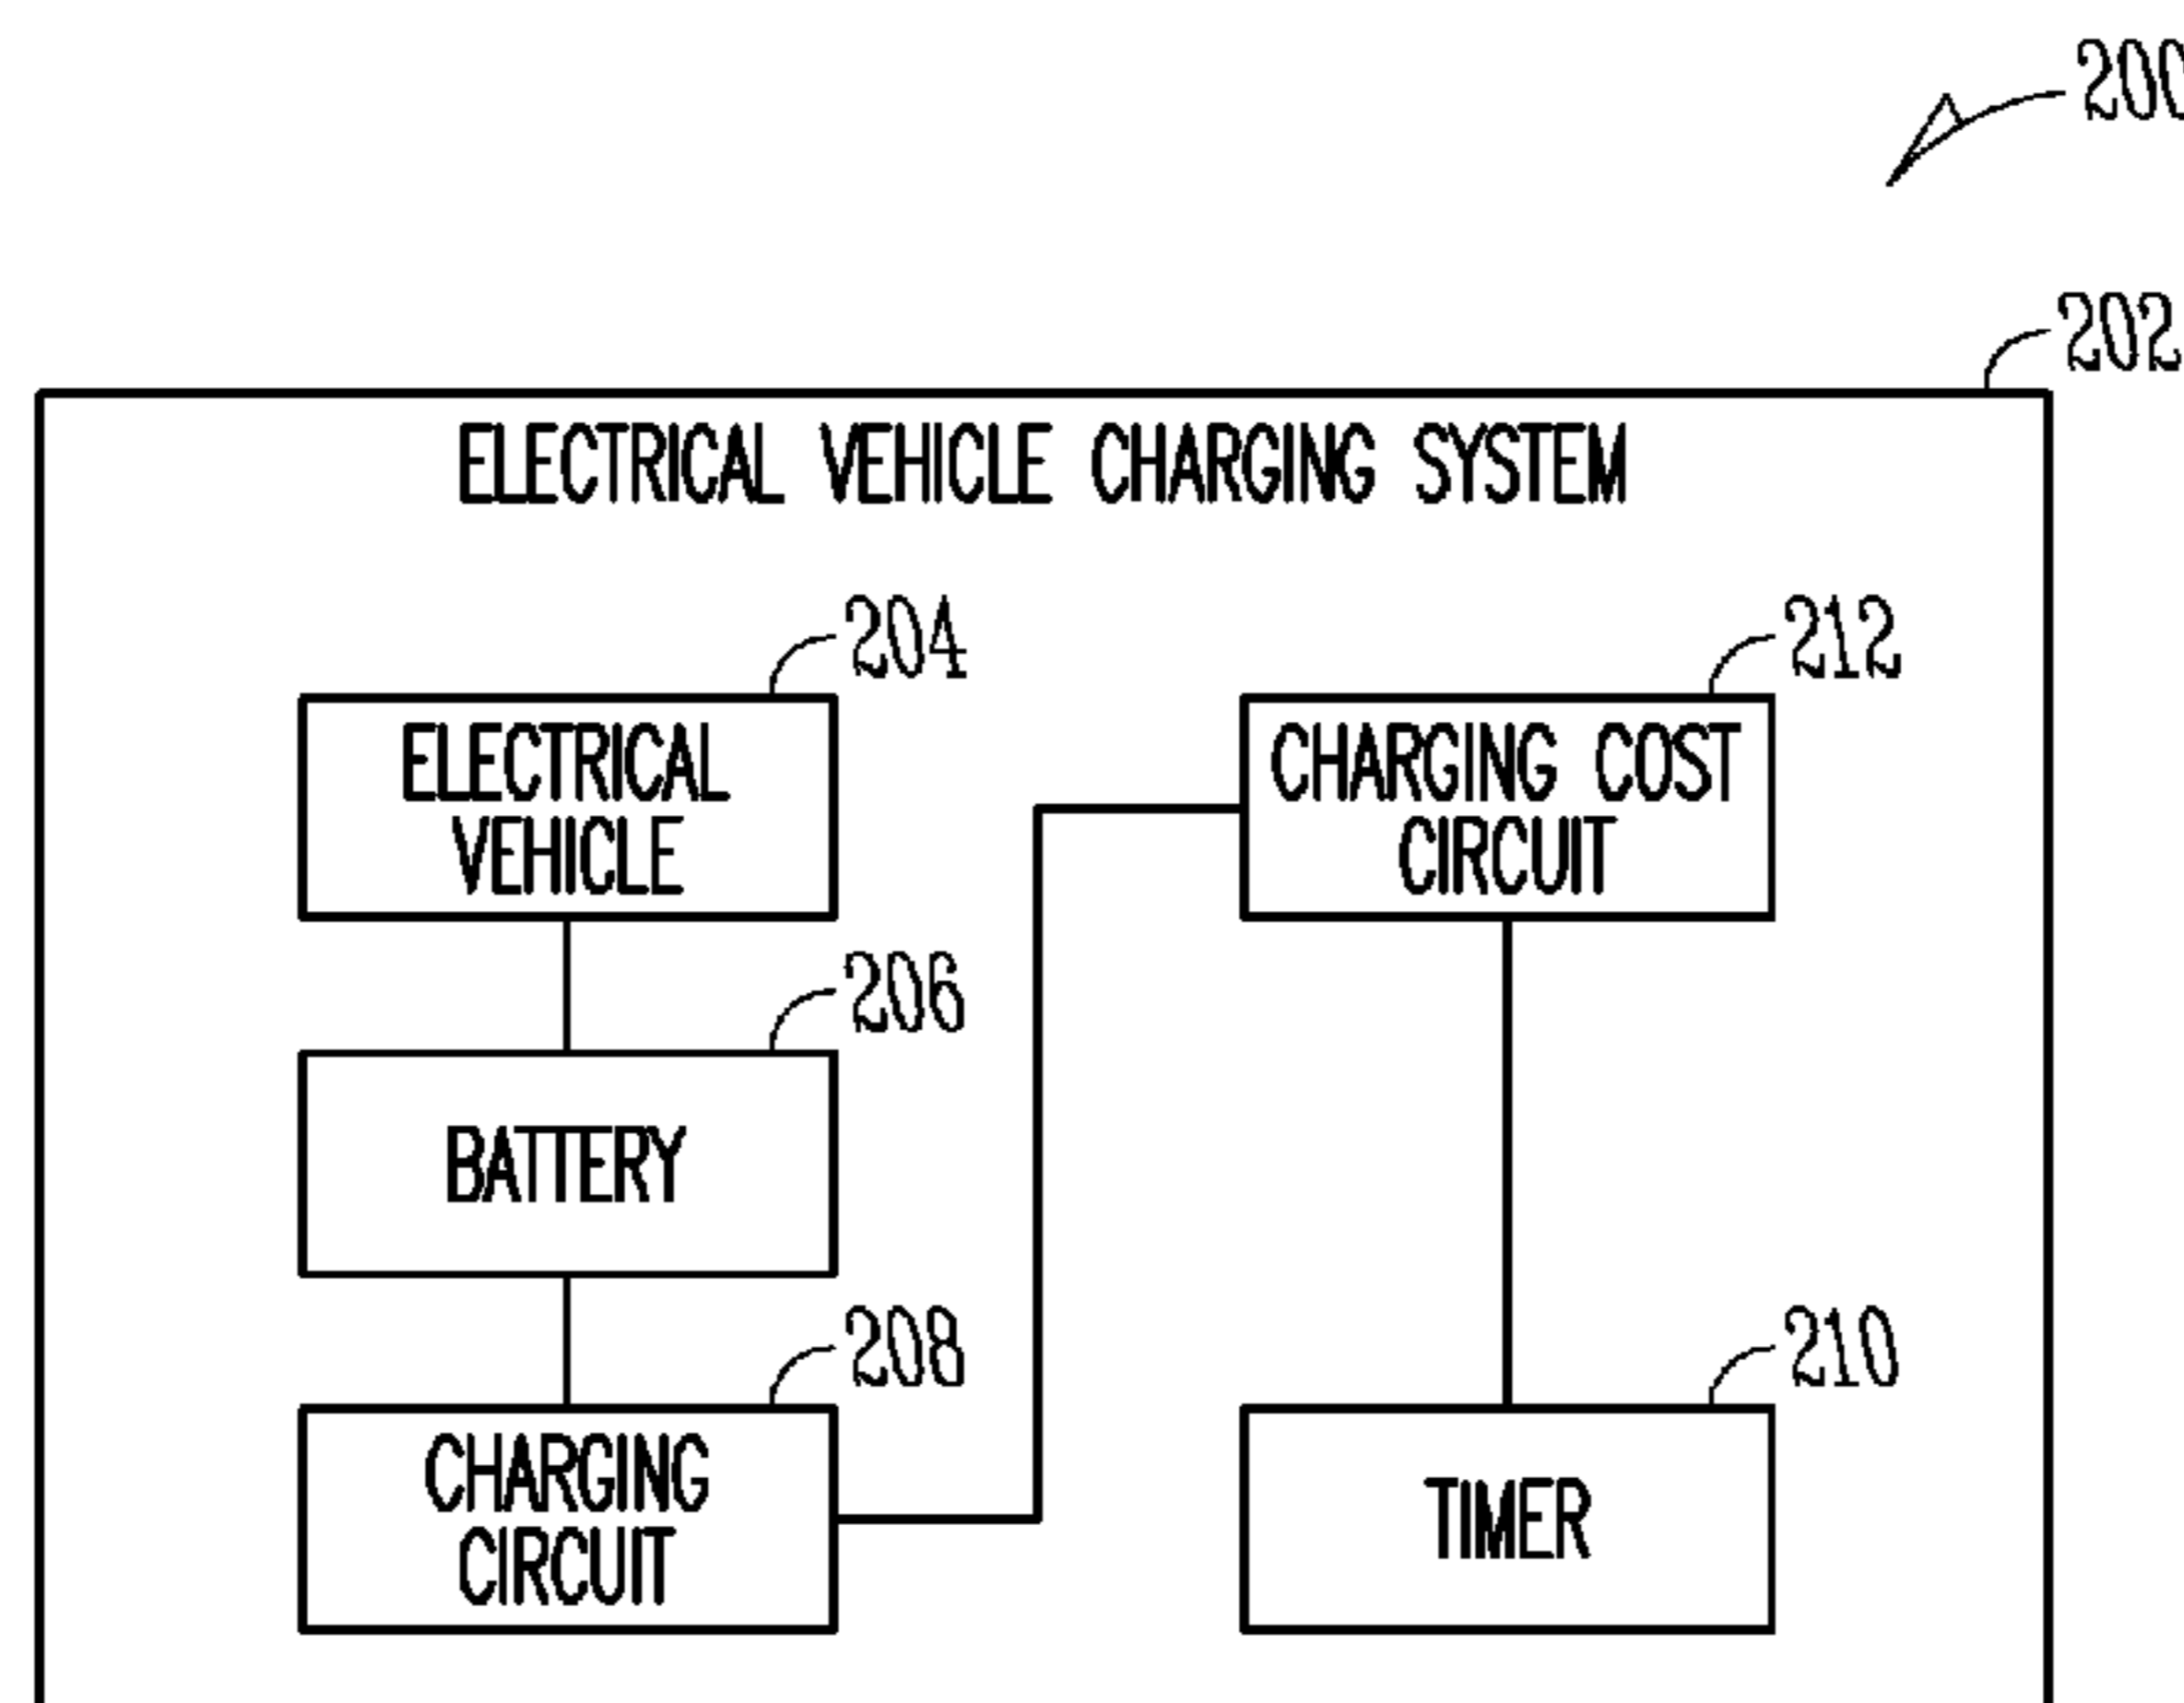 200
202
ELECTRICAL VEHICLE CHARGING SYSTEM
204
ELECTRICAL
VEHICLE
206
BATTERY
208
CHARGING
CIRCUIT
212
CHARGING COST
CIRCUIT
210
TIMER